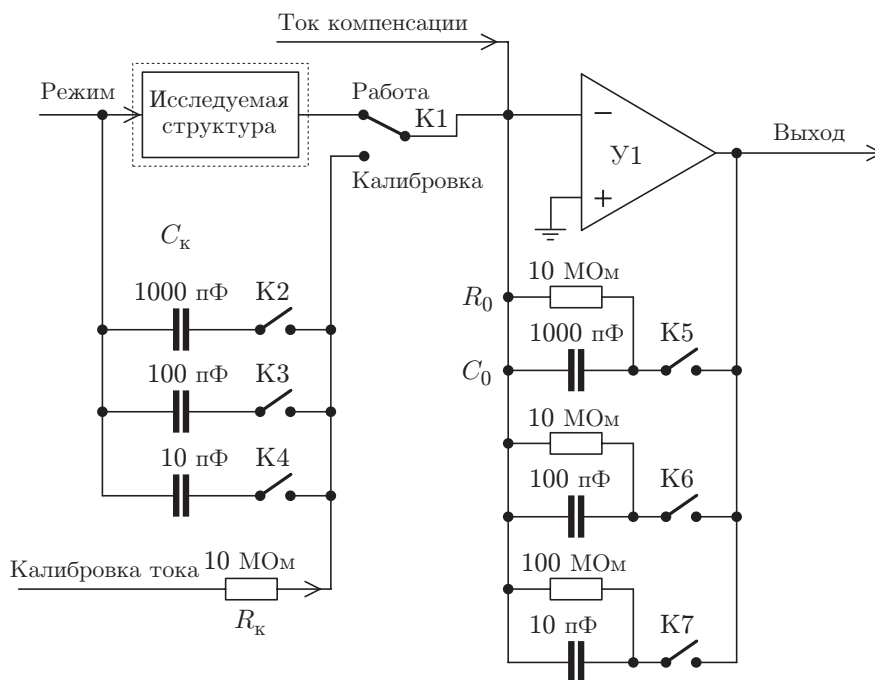 Ток компенсации
Режим
Исследуемая
структура
Работа
К1
Калибровка
−
+
У1
Выход
Cк
1000 пФ
К2
100 пФ
К3
10 пФ
К4
Калибровка тока
10 МОм
Rк
10 МОм
R0
1000 пФ
К5
C0
10 МОм
100 пФ
К6
100 МОм
10 пФ
К7